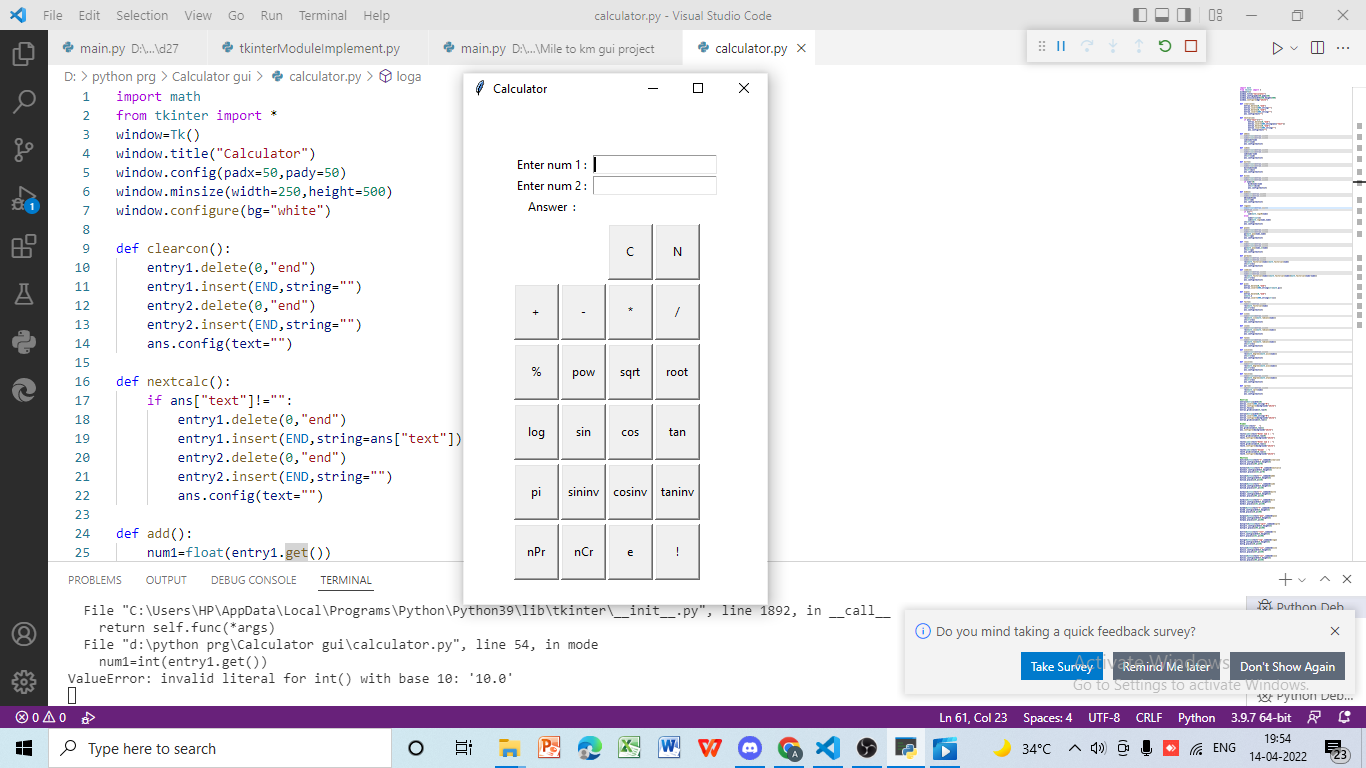 File Edit Selection View Go Run Terminal Help calculator.py - Visual Studio Code
main.py D:\...\d27 tkinterModuleImplement.py main.py D:\...\Mile to km gui project calculator.py
D: > python prg > Calculator gui > calculator.py > loga
1 import math
2 from tkinter import *
3 window=Tk()
4 window.title("Calculator")
5 window.config(padx=50,pady=50)
6 window.minsize(width=250,height=500)
7 window.configure(bg="white")
8
9 def clearcon():
10 entry1.delete(0,"end")
11 entry1.insert(END,string="")
12 entry2.delete(0,"end")
13 entry2.insert(END,string="")
14 ans.config(text="")
15
16 def nextcalc():
17 if ans["text"]!="":
18 entry1.delete(0,"end")
19 entry1.insert(END,string=ans["text"])
20 entry2.delete(0,"end")
21 entry2.insert(END,string="")
22 ans.config(text="")
23
24 def add():
25 num1=float(entry1.get())
Calculator
Enter num 1 :
Enter num 2 :
Answer :
C N
+ - * /
% pow sqrt root
log sin cos tan
pi sininv cosinv taninv
nPr nCr e !
PROBLEMS OUTPUT DEBUG CONSOLE TERMINAL
File "C:\Users\HP\AppData\Local\Programs\Python\Python39\lib\tkinter\__init__.py", line 1892, in __call__
return self.func(*args)
File "d:\python prg\Calculator gui\calculator.py", line 54, in mode
num1=int(entry1.get())
ValueError: invalid literal for int() with base 10: '10.0'
Python Deb...
Do you mind taking a quick feedback survey?
Take Survey Remind Me later Don't Show Again
Activate Windows
Go to Settings to activate Windows.
Python Deb...
1
0 0 Ln 61, Col 23 Spaces: 4 UTF-8 CRLF Python 3.9.7 64-bit
Type here to search
34°C ENG 19:54
14-04-2022
23